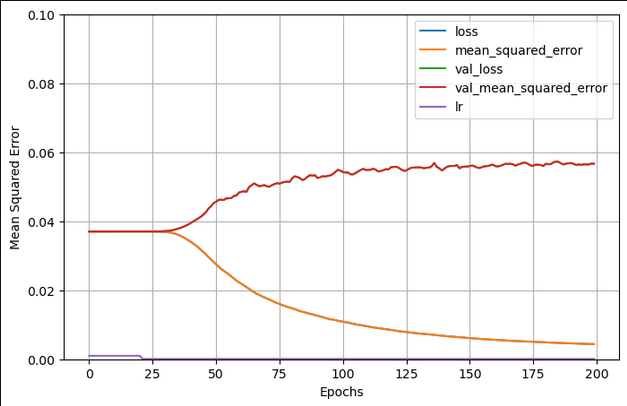 0.10
0.08
0.06
0.04
0.02
0.00
Mean Squared Error
loss
mean_squared_error
val_loss
val_mean_squared_error
lr
0 25 50 75 100 125 150 175 200
Epochs